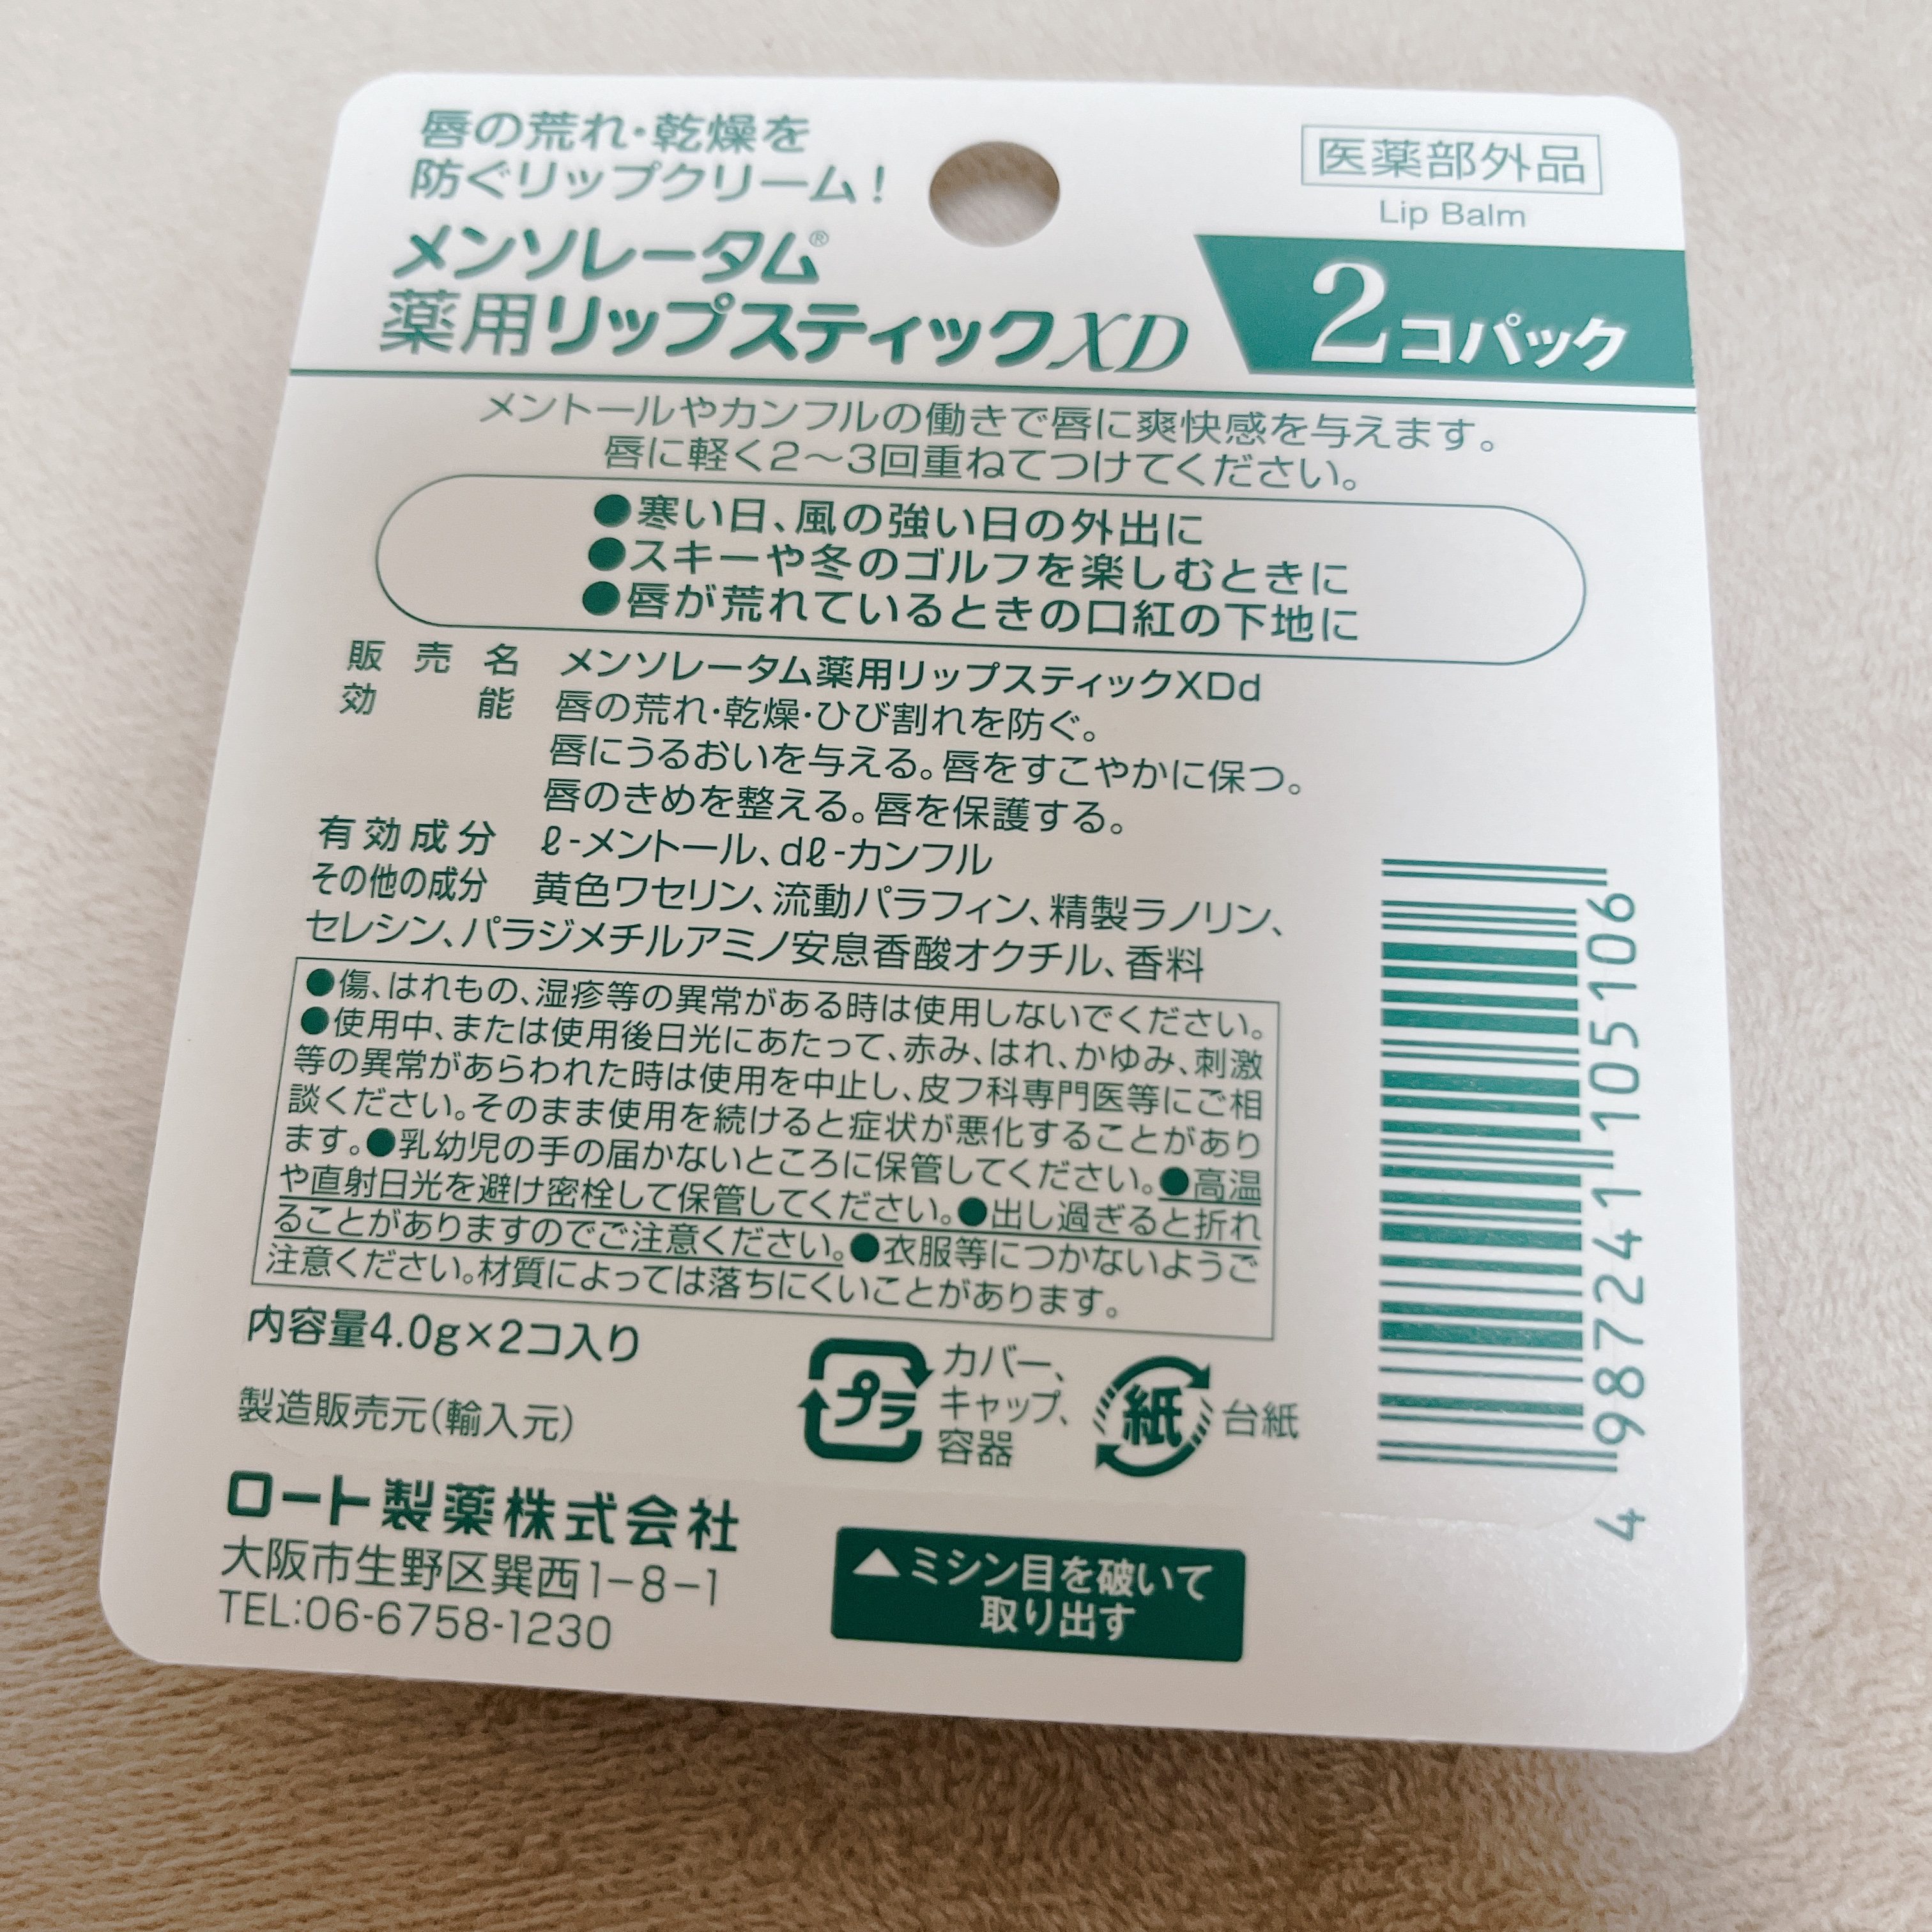 唇の荒れ・乾燥を
防ぐリップクリーム!
メンソレータム®
薬用リップスティックXD
医薬部外品
Lip Balm
2コパック
メントールやカンフルの働きで唇に爽快感を与えます。
唇に軽く2〜3回重ねてつけてください。
●寒い日、風の強い日の外出に
●スキーや冬のゴルフを楽しむときに
●唇が荒れているときの口紅の下地に
販売名 メンソレータム薬用リップスティックXDd
効能 唇の荒れ・乾燥・ひび割れを防ぐ。
唇にうるおいを与える。唇をすこやかに保つ。
唇のきめを整える。唇を保護する。
有効成分 ℓ-メントール、dℓ-カンフル
その他の成分 黄色ワセリン、流動パラフィン、精製ラノリン、
セレシン、パラジメチルアミノ安息香酸オクチル、香料
●傷、はれもの、湿疹等の異常がある時は使用しないでください。
●使用中、または使用後日光にあたって、赤み、はれ、かゆみ、刺激
等の異常があらわれた時は使用を中止し、皮フ科専門医等にご相
談ください。そのまま使用を続けると症状が悪化することがあり
ます。●乳幼児の手の届かないところに保管してください。●高温
や直射日光を避け密栓して保管してください。●出し過ぎると折れ
ることがありますのでご注意ください。●衣服等につかないようご
注意ください。材質によっては落ちにくいことがあります。
内容量4.0g×2コ入り
プラ
カバー、
キャップ、
容器
紙
台紙
製造販売元(輸入元)
ロート製薬株式会社
大阪市生野区巽西1-8-1
TEL:06-6758-1230
▲ミシン目を破いて
取り出す
4 987241 105106